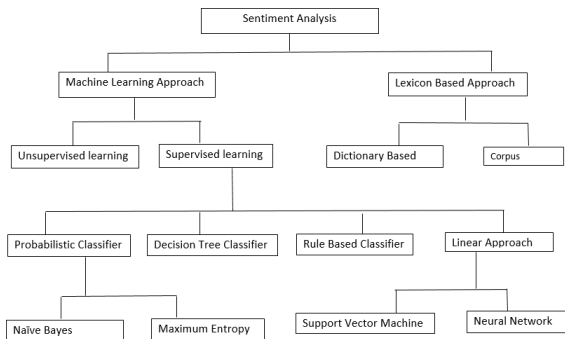 Sentiment Analysis
Machine Learning Approach
Lexicon Based Approach
Unsupervised learning
Supervised learning
Dictionary Based
Corpus
Probabilistic Classifier
Decision Tree Classifier
Rule Based Classifier
Linear Approach
Naïve Bayes
Maximum Entropy
Support Vector Machine
Neural Network